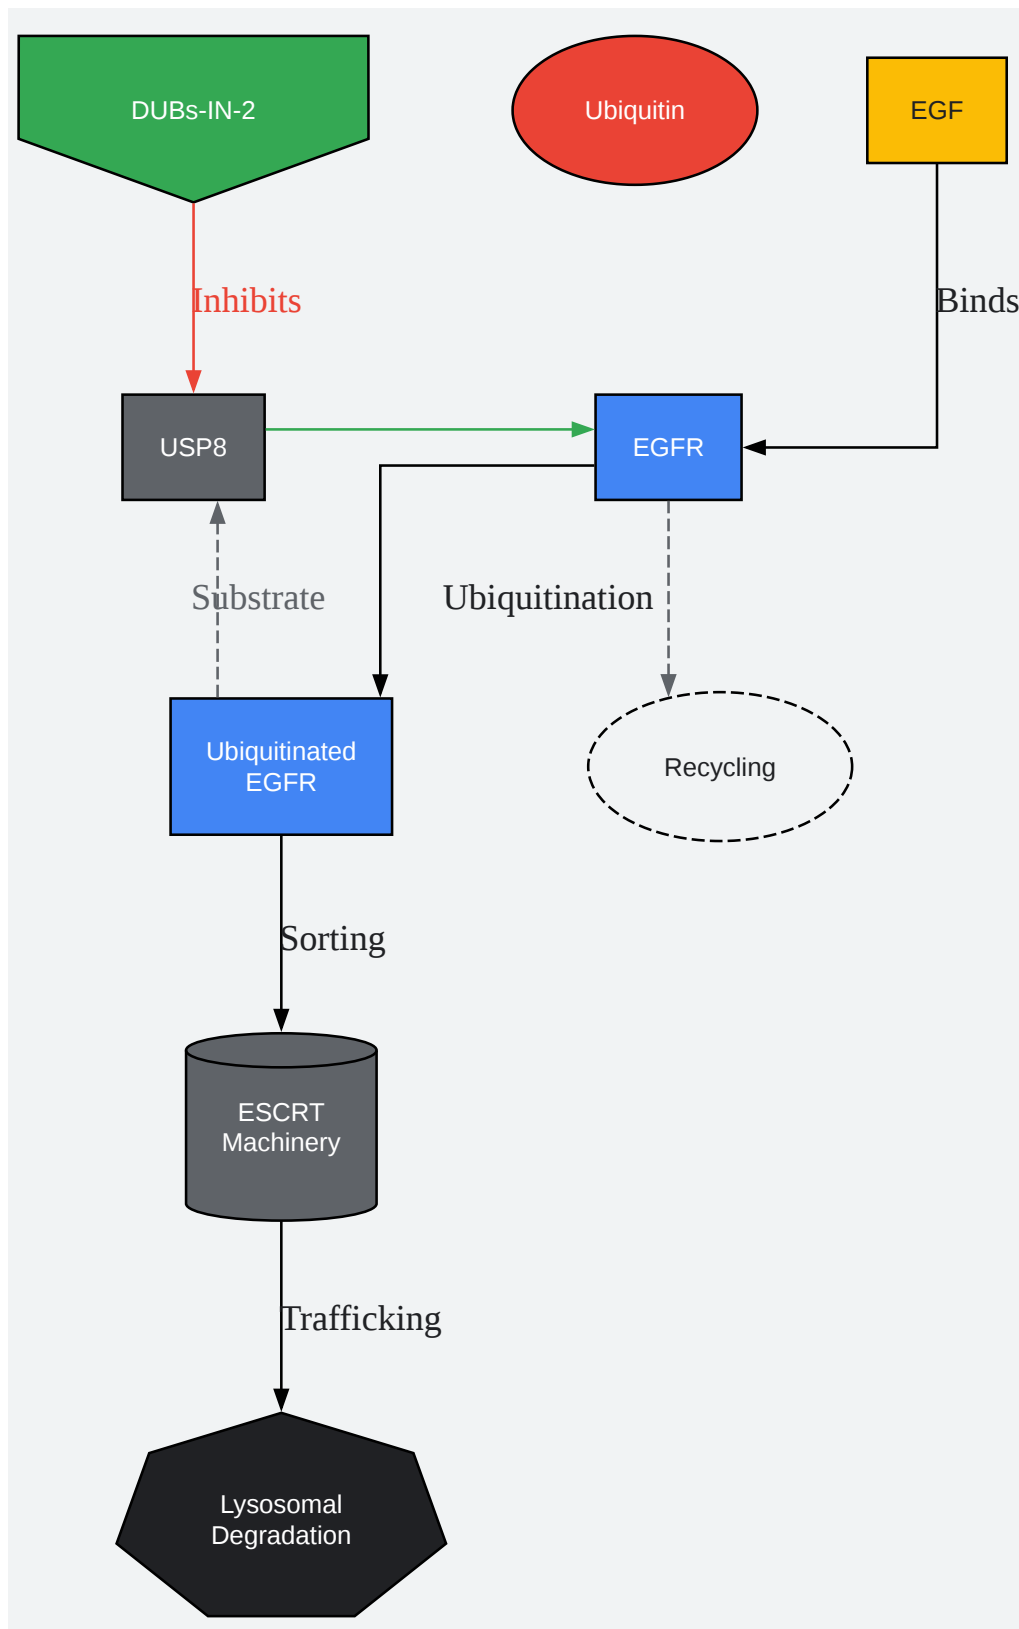 DUBs-IN-2
Ubiquitin
EGF
Inhibits
Binds
USP8
EGFR
Substrate
Ubiquitination
Ubiquitinated
EGFR
Recycling
Sorting
ESCRT
Machinery
Trafficking
Lysosomal
Degradation